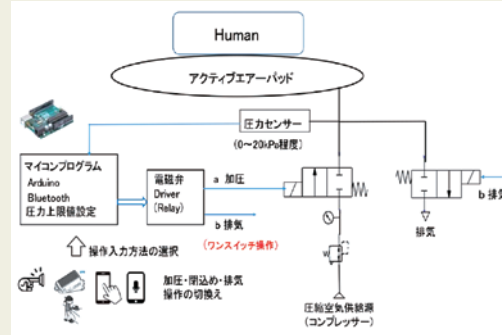 Human
アクティブエアーパッド
圧力センサー
(0～20kPa程度)
マイコンプログラム
Arduino
Bluetooth
圧力上限値設定
電磁弁
Driver
(Relay)
a 加圧
b 排気
(ワンスイッチ操作)
b 排気
排気
操作入力方法の選択
加圧・閉込め・排気
操作の切換え
圧縮空気供給源
(コンプレッサー)